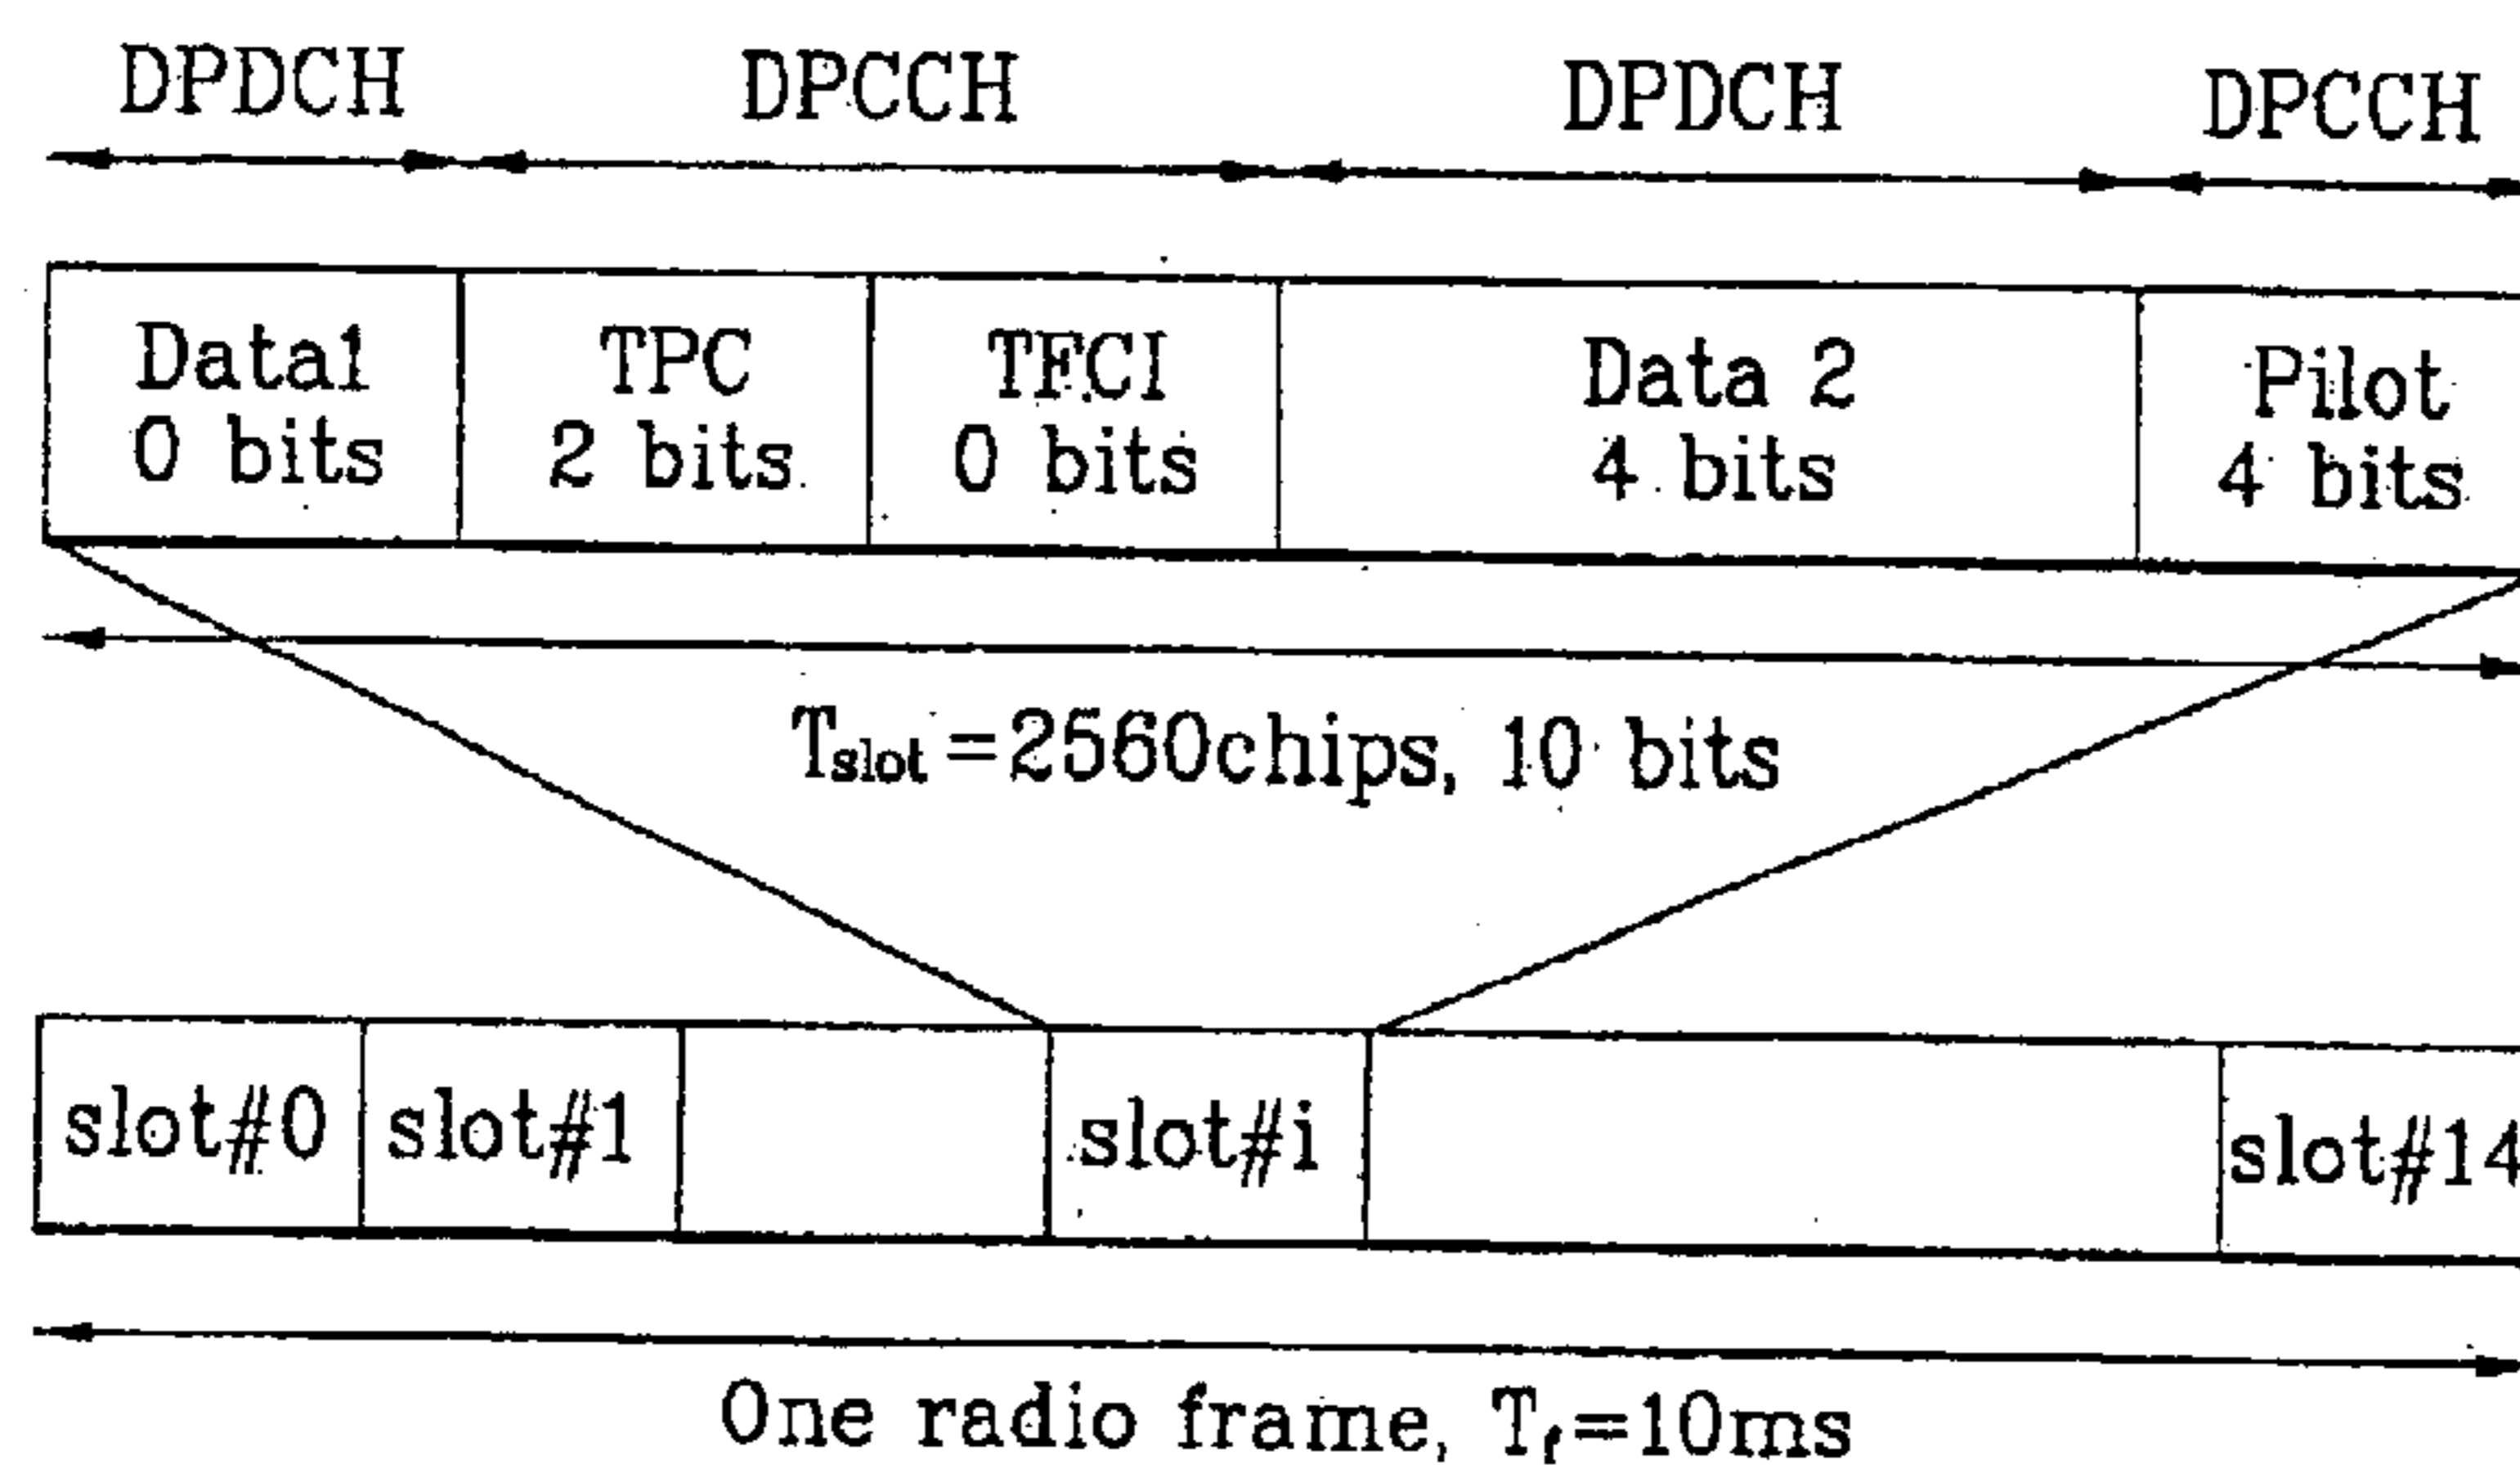 DPDCH DPCCH DPDCH DPCCH
Data1 TPC TFCI Data 2 Pilot
0 bits 2 bits 0 bits 4 bits 4 bits
Tslot=2560chips, 10 bits
slot#0 slot#1 slot#i slot#14
One radio frame, Tf=10ms